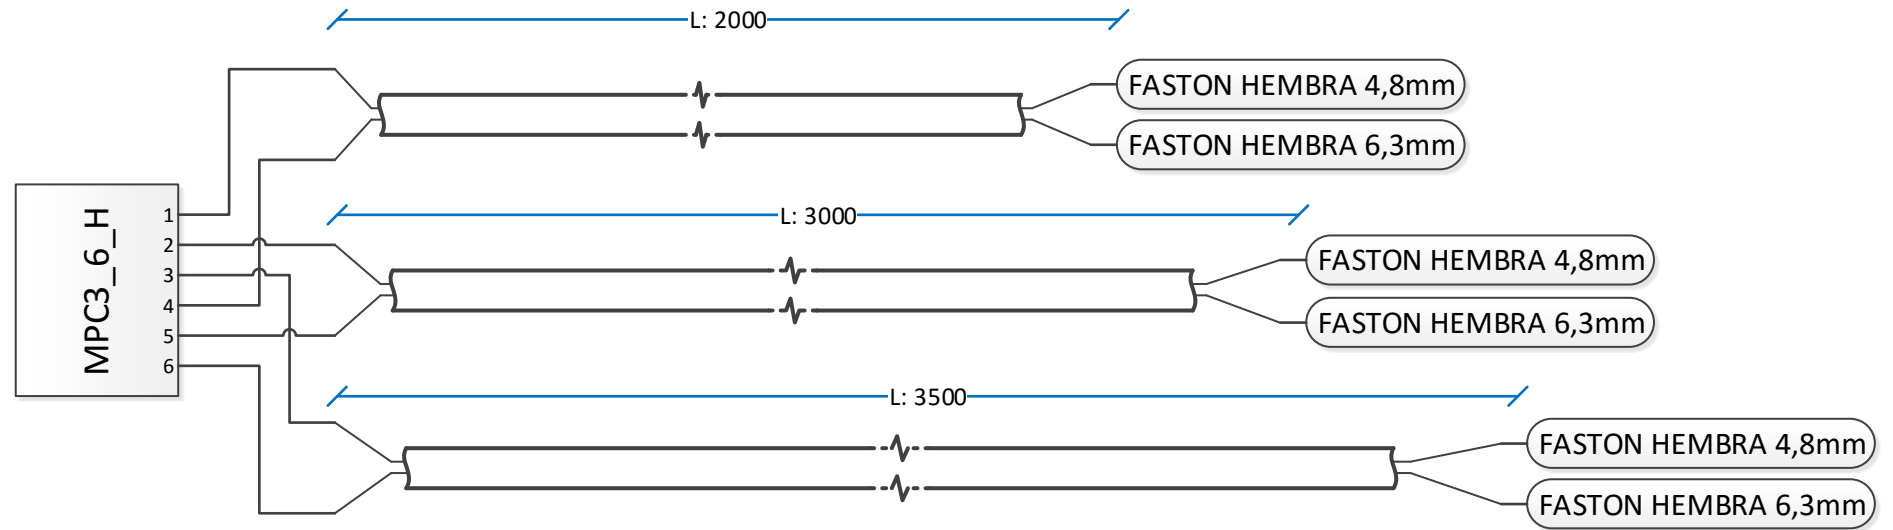 L: 2000
FASTON HEMBRA 4,8mm
FASTON HEMBRA 6,3mm
MPC3_6_H
1
2
3
4
5
6
L: 3000
FASTON HEMBRA 4,8mm
FASTON HEMBRA 6,3mm
L: 3500
FASTON HEMBRA 4,8mm
FASTON HEMBRA 6,3mm